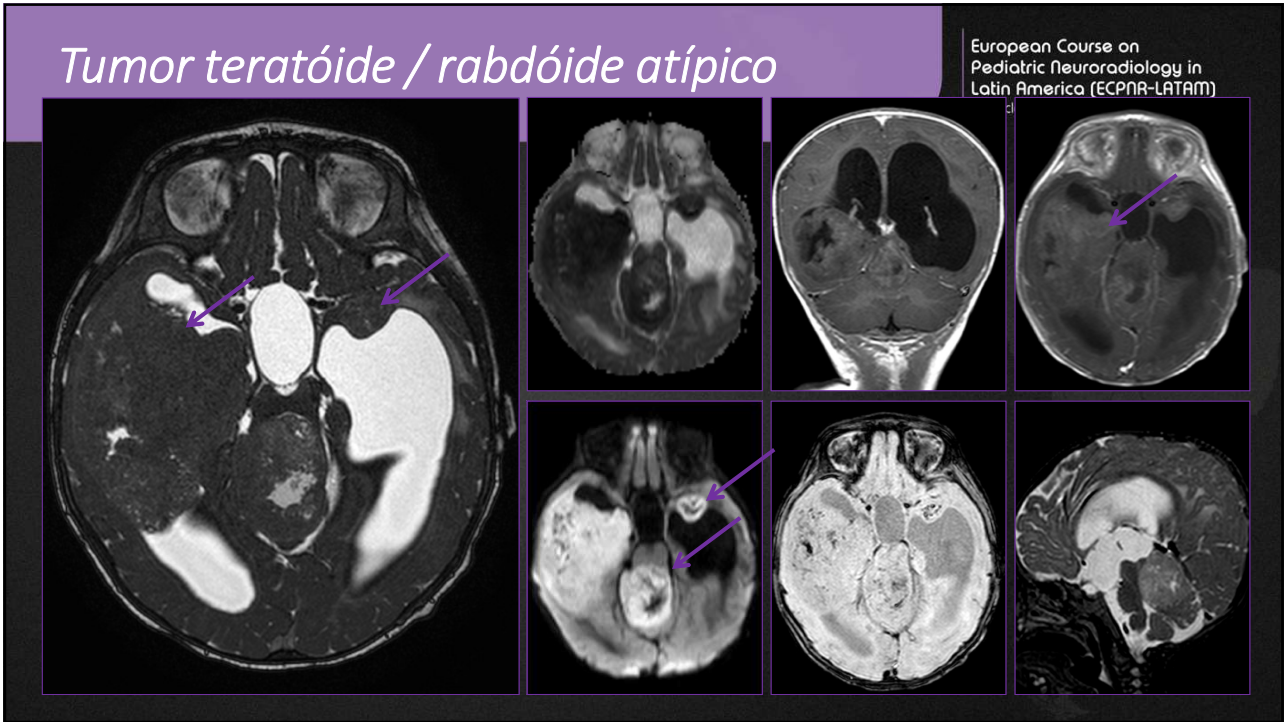 Tumor teratóide / rabdóide atípico
European Course on
Pediatric Neuroradiology in
Latin America (ECPNR-LATAM)